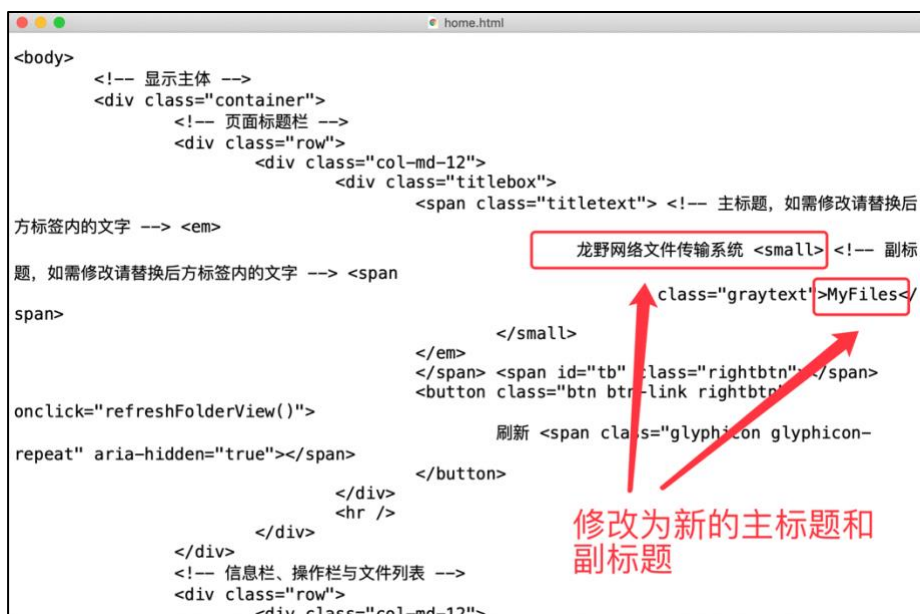 home.html
<body>
<!-- 显示主体 -->
<div class="container">
<!-- 页面标题栏 -->
<div class="row">
<div class="col-md-12">
<div class="titlebox">
<span class="titletext"> <!-- 主标题，如需修改请替换后
方标签内的文字 --> <em>
龙野网络文件传输系统 <small> <!-- 副标
题，如需修改请替换后方标签内的文字 --> <span
class="graytext">MyFiles</
span>
</small>
</em>
</span> <span id="tb" class="rightbtn"></span>
<button class="btn btn-link rightbtn"
onclick="refreshFolderView()">
刷新 <span class="glyphicon glyphicon-
repeat" aria-hidden="true"></span>
</button>
</div>
<hr />
</div>
修改为新的主标题和
副标题
</div>
<!-- 信息栏、操作栏与文件列表 -->
<div class="row">
<div class="col-md-12">